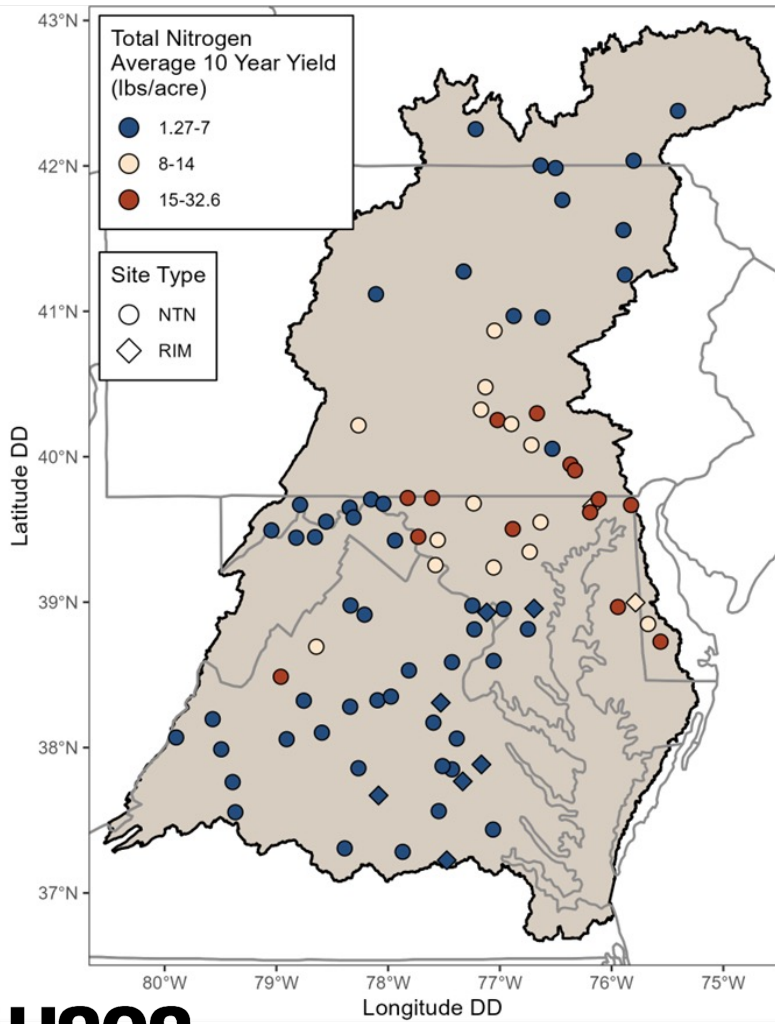 Total Nitrogen
Average 10 Year Yield
(lbs/acre)
1.27-7
8-14
15-32.6
Site Type
NTN
RIM
43°N
42°N
41°N
40°N
39°N
38°N
37°N
Latitude DD
80°W 79°W 78°W 77°W 76°W 75°W
Longitude DD